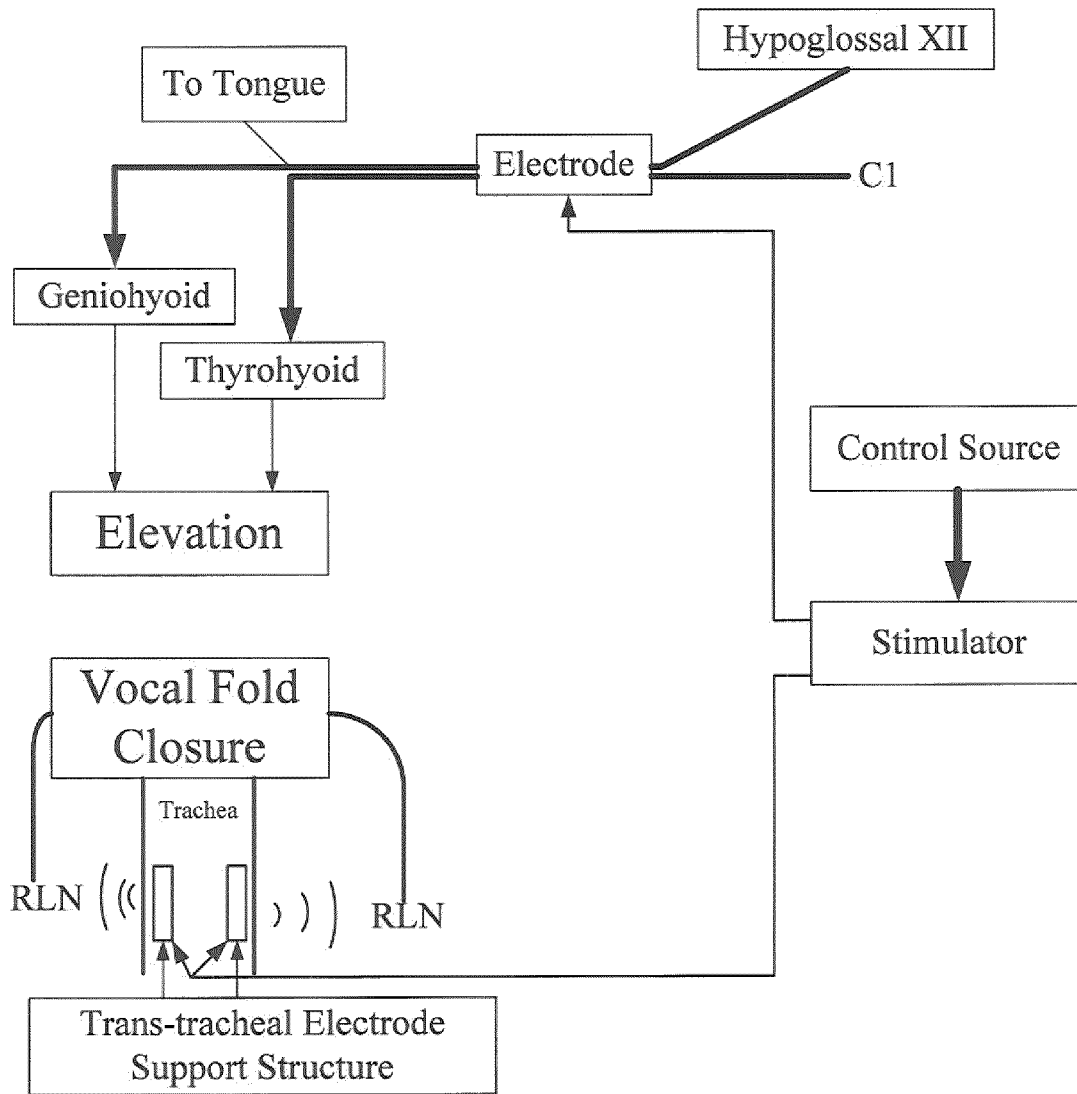 Hypoglossal XII
To Tongue
Electrode
C1
Geniohyoid
Thyrohyoid
Control Source
Elevation
Stimulator
Vocal Fold
Closure
Trachea
RLN
RLN
Trans-tracheal Electrode
Support Structure